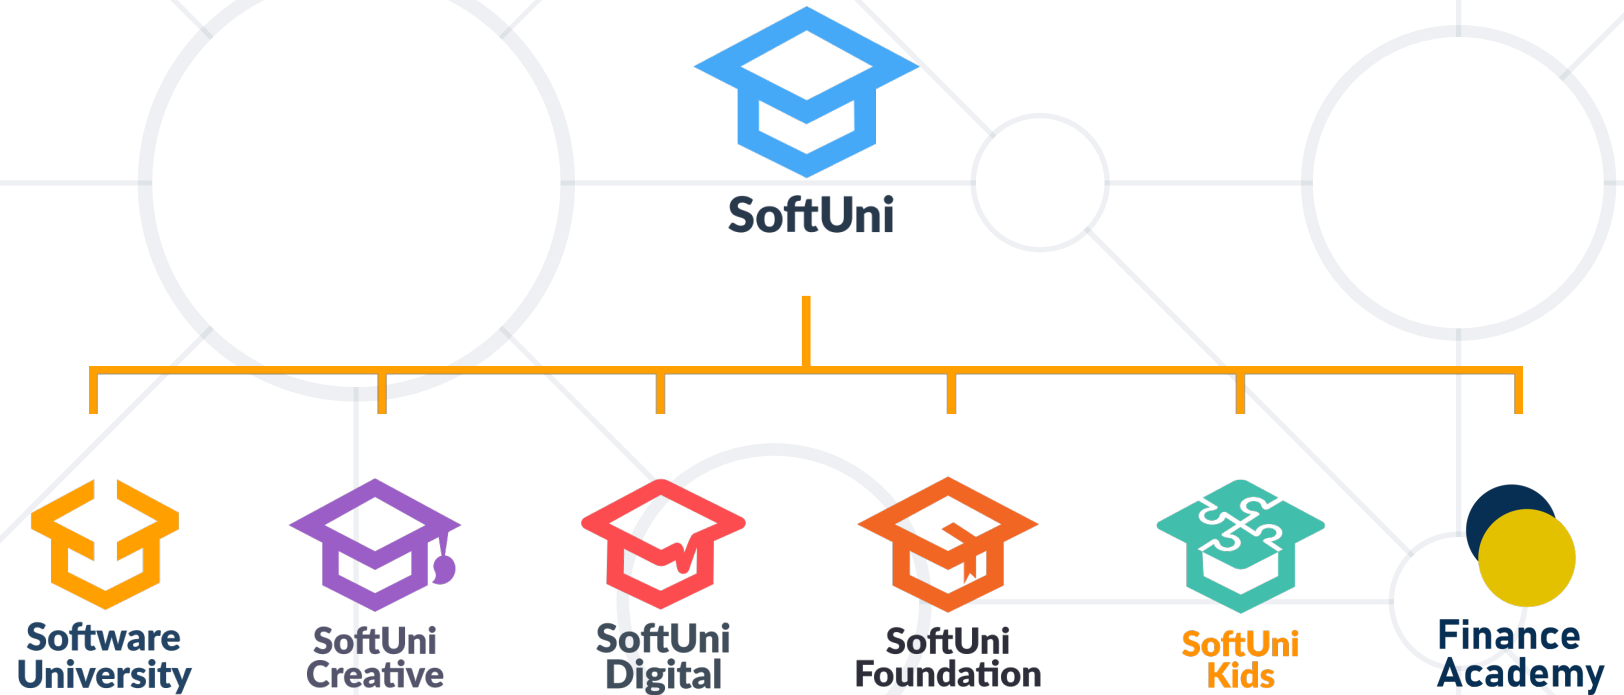 SoftUni
Software
University
SoftUni
Creative
SoftUni
Digital
SoftUni
Foundation
SoftUni
Kids
Finance
Academy